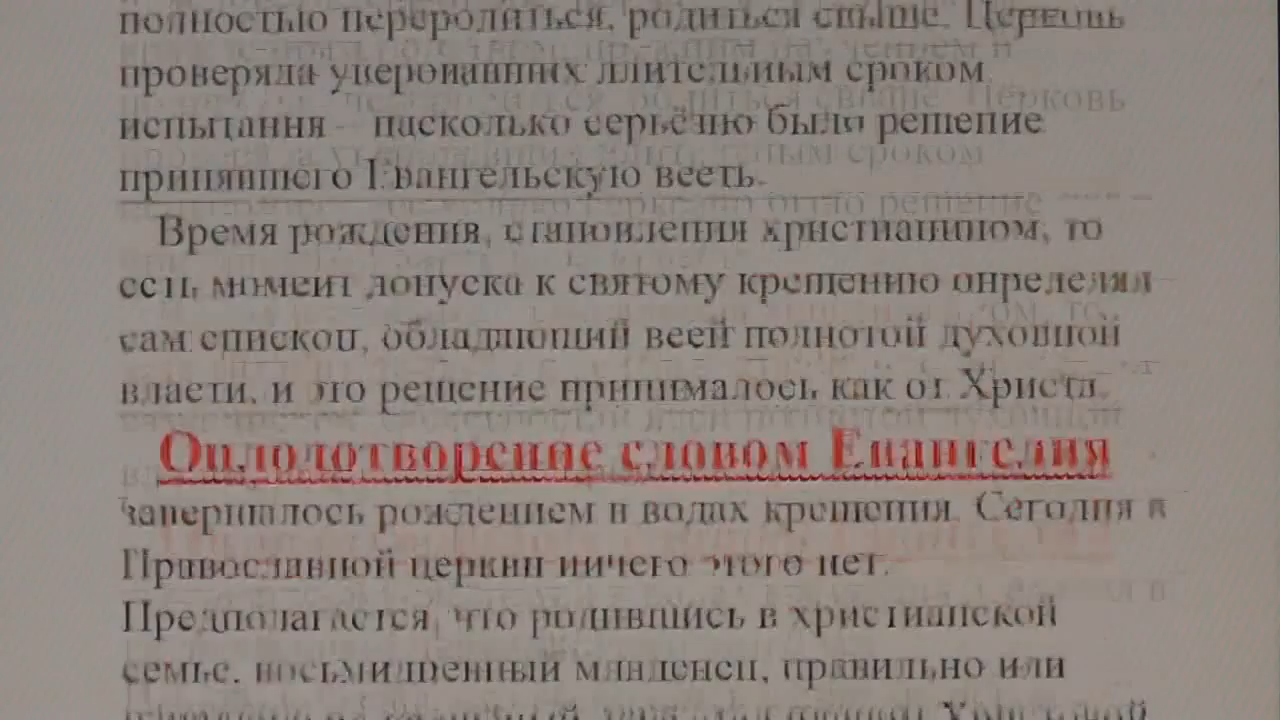 полностью переродиться, родиться свыше. Церковь
проверяла уверовавших длительным сроком
испытания – насколько серьёзно было решение
принявшего Евангельскую весть.
Время рождения, становления христианином, то
есть момент допуска к святому крещению определял
сам епископ, обладающий всей полнотой духовной
власти, и это решение принималось как от Христа.
Оплодотворение словом Евангелия
завершалось рождением в водах крещения. Сегодня в
Православной церкви ничего этого нет.
Предполагается, что родившись в христианской
семье, восьмидневный младенец, правильно или